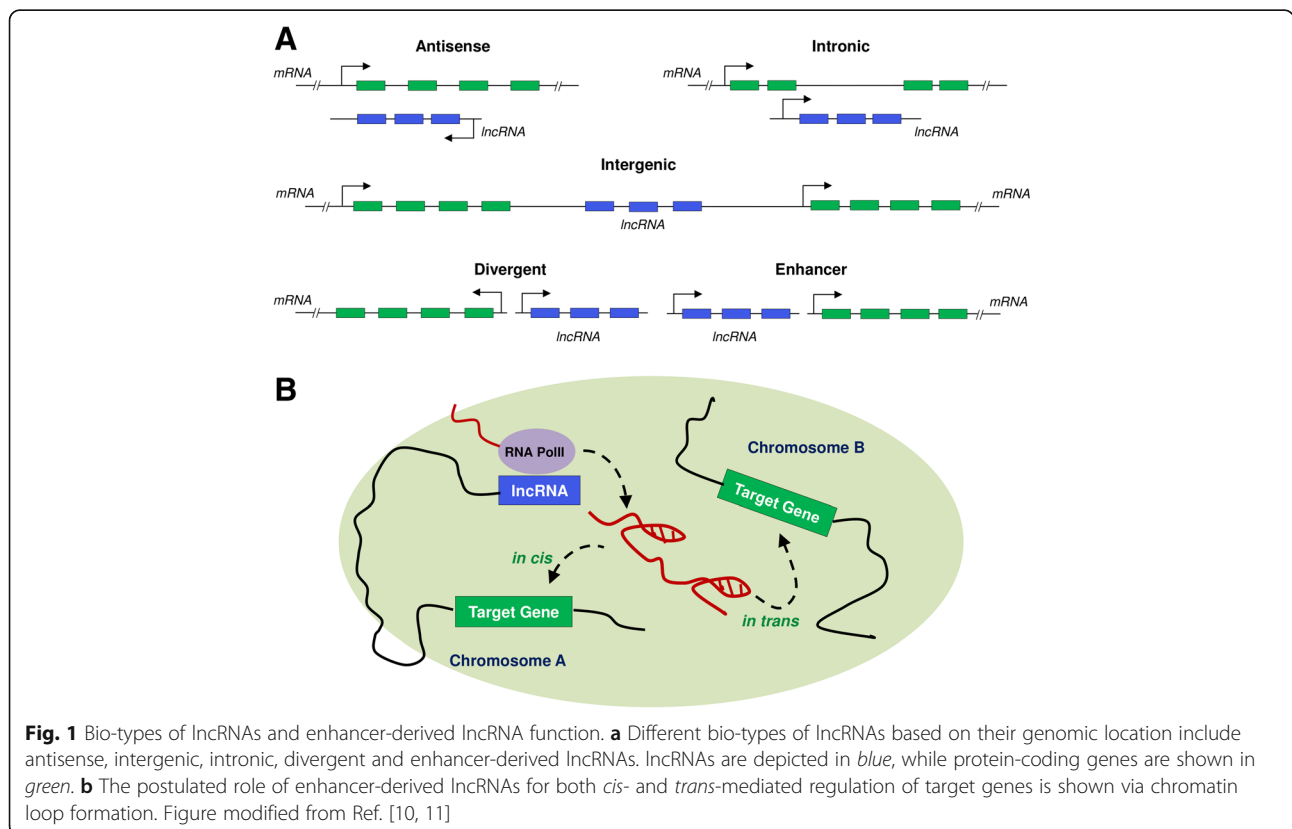 A
Antisense
Intronic
mRNA
mRNA
lncRNA
lncRNA
Intergenic
mRNA
mRNA
lncRNA
Divergent
Enhancer
mRNA
mRNA
lncRNA
lncRNA
B
RNA PolII
lncRNA
Chromosome B
Target Gene
in cis
Target Gene
in trans
Chromosome A
Fig. 1 Bio-types of lncRNAs and enhancer-derived lncRNA function. a Different bio-types of lncRNAs based on their genomic location include
antisense, intergenic, intronic, divergent and enhancer-derived lncRNAs. lncRNAs are depicted in blue, while protein-coding genes are shown in
green. b The postulated role of enhancer-derived lncRNAs for both cis- and trans-mediated regulation of target genes is shown via chromatin
loop formation. Figure modified from Ref. [10, 11]